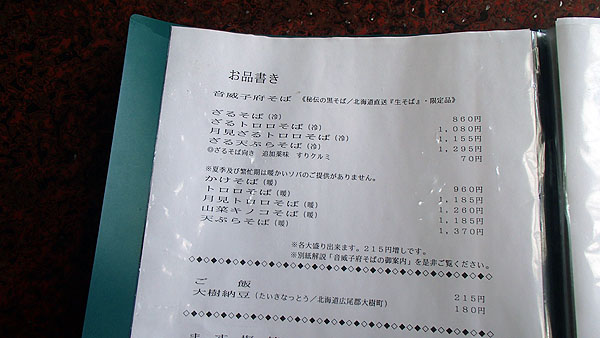 お品書き
音威子府そば 《秘伝の黒そば／北海道直送『生そば』・限定品》
ざるそば（冷） 860円
ざるトロロそば（冷） 1,080円
月見ざるトロロそば（冷） 1,155円
ざる天ぷらそば（冷） 1,295円
◎ざるそば向き 追加薬味 すりクルミ 70円
※夏季及び繁忙期は暖かいソバのご提供がありません。
かけそば（暖） 960円
トロロそば（暖） 1,185円
月見トロロそば（暖） 1,260円
山菜キノコそば（暖） 1,185円
天ぷらそば（暖） 1,370円
※各大盛り出来ます。215円増しです。
※別紙解説「音威子府そばの御案内」を是非ご覧ください。
ご 飯 215円
大樹納豆（たいきなっとう／北海道広尾郡大樹町） 180円